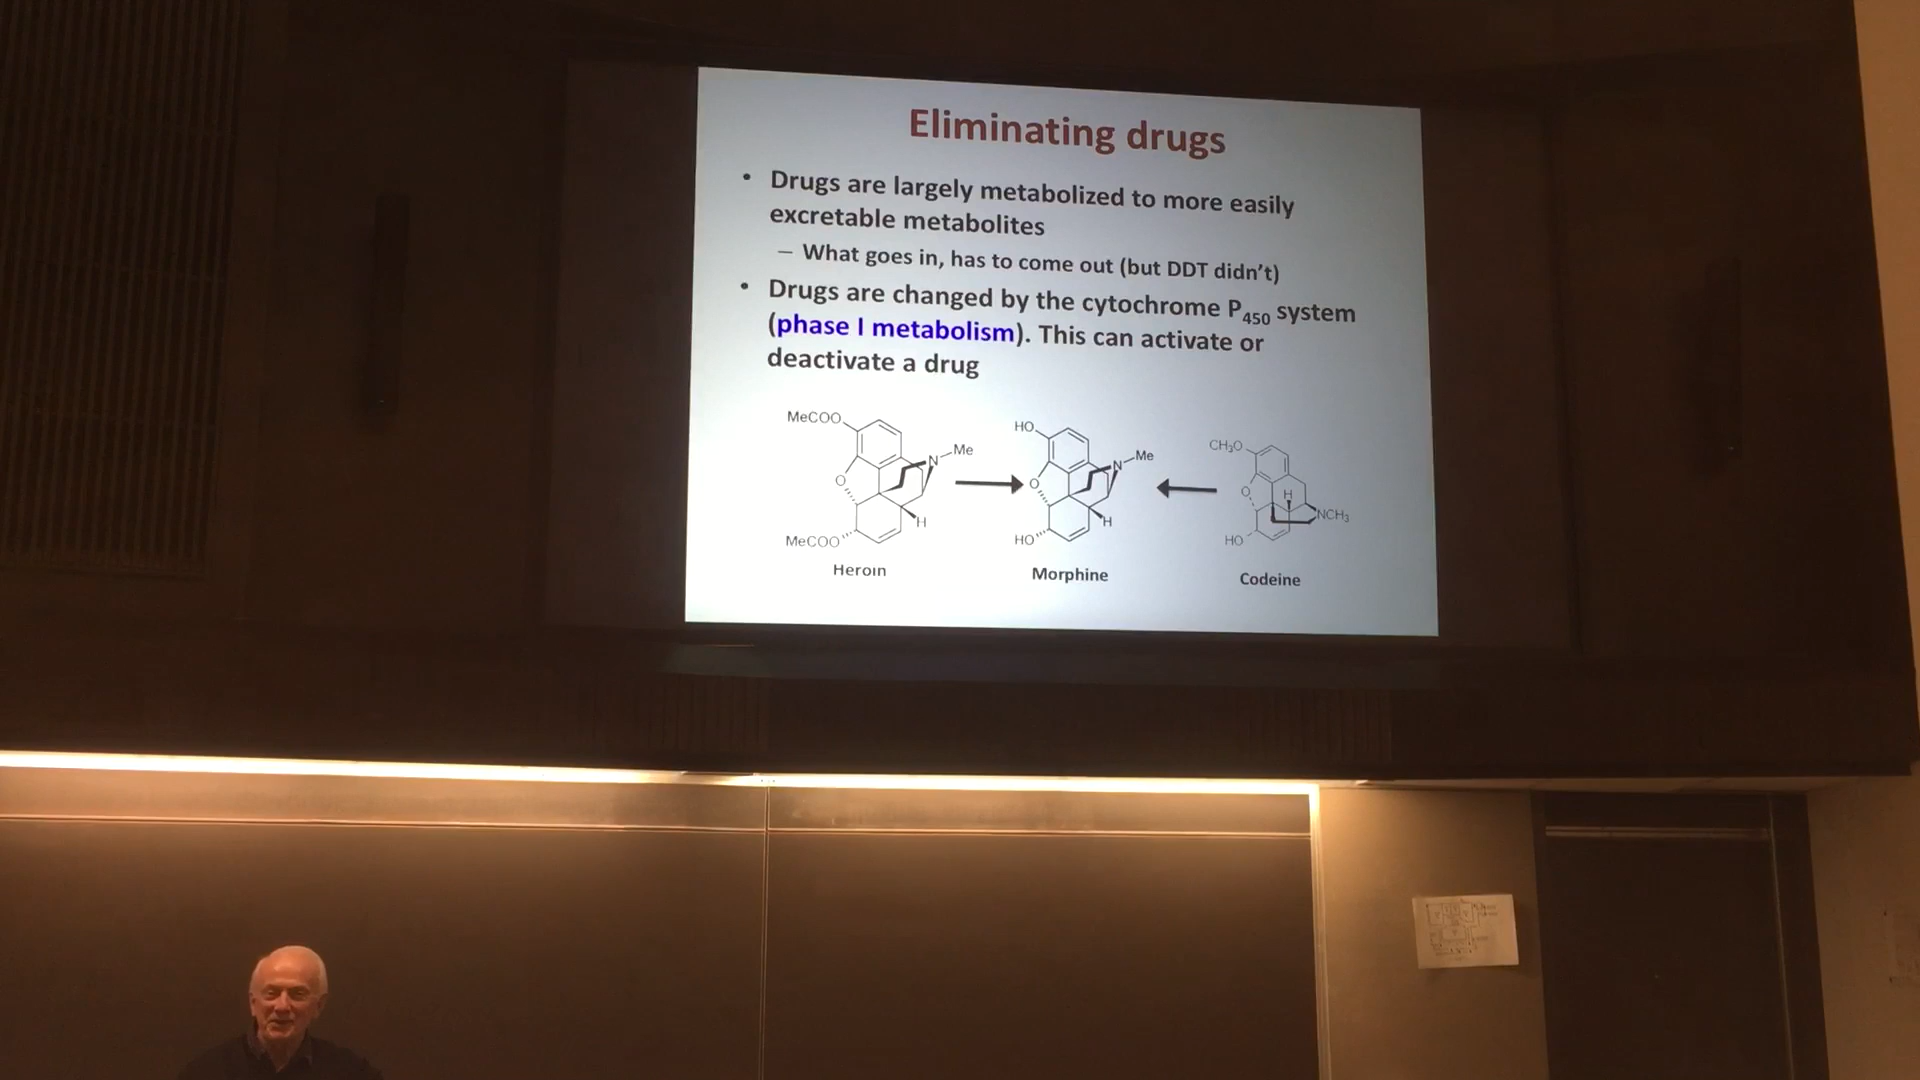 Eliminating drugs
• Drugs are largely metabolized to more easily
excretable metabolites
– What goes in, has to come out (but DDT didn't)
• Drugs are changed by the cytochrome P450 system
(phase I metabolism). This can activate or
deactivate a drug
MeCOO
N
Me
O
H
MeCOO
Heroin
HO
N
Me
O
H
HO
Morphine
CH3O
O
H
NCH3
HO
Codeine